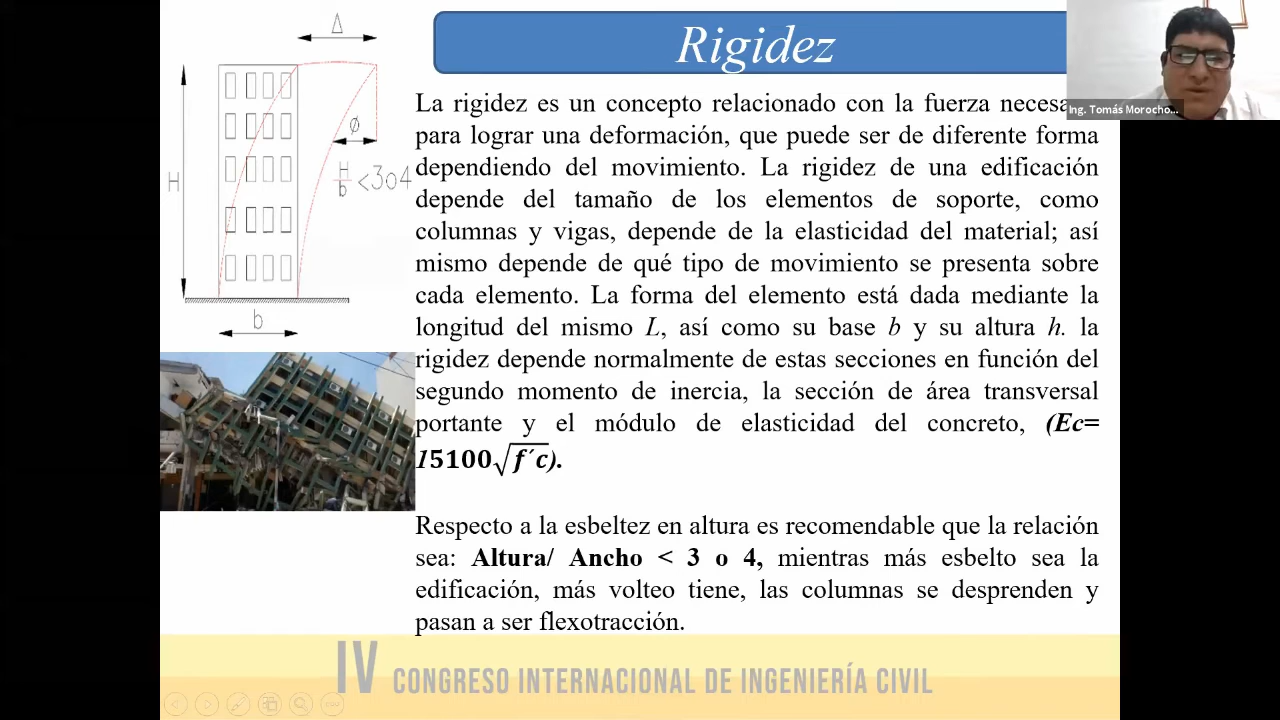 Rigidez
Ing. Tomás Morocho...
Δ
H
ϕ
H/b <3o4
b
La rigidez es un concepto relacionado con la fuerza
para lograr una deformación, que puede ser de diferente forma
dependiendo del movimiento. La rigidez de una edificación
depende del tamaño de los elementos de soporte, como
columnas y vigas, depende de la elasticidad del material; así
mismo depende de qué tipo de movimiento se presenta sobre
cada elemento. La forma del elemento está dada mediante la
longitud del mismo L, así como su base b y su altura h. la
rigidez depende normalmente de estas secciones en función del
segundo momento de inercia, la sección de área transversal
portante y el módulo de elasticidad del concreto, (Ec=
15100√f´c).
Respecto a la esbeltez en altura es recomendable que la relación
sea: Altura/ Ancho < 3 o 4, mientras más esbelto sea la
edificación, más volteo tiene, las columnas se desprenden y
pasan a ser flexotracción.
IV CONGRESO INTERNACIONAL DE INGENIERÍA CIVIL